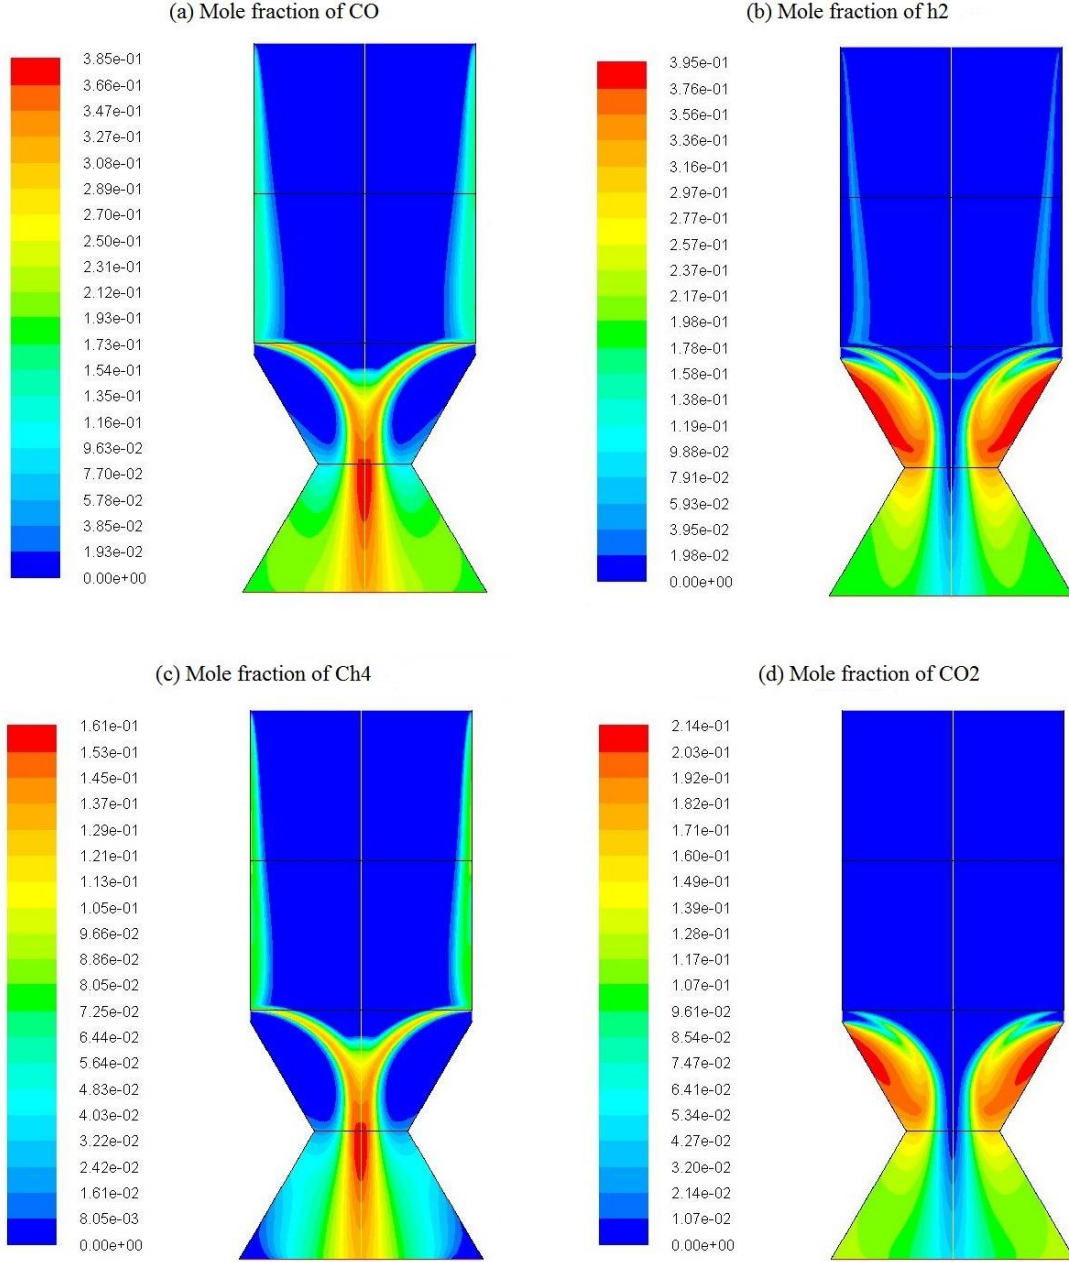 (a) Mole fraction of CO
3.85e-01
3.66e-01
3.47e-01
3.27e-01
3.08e-01
2.89e-01
2.70e-01
2.50e-01
2.31e-01
2.12e-01
1.93e-01
1.73e-01
1.54e-01
1.35e-01
1.16e-01
9.63e-02
7.70e-02
5.78e-02
3.85e-02
1.93e-02
0.00e+00
(b) Mole fraction of h2
3.95e-01
3.76e-01
3.56e-01
3.36e-01
3.16e-01
2.97e-01
2.77e-01
2.57e-01
2.37e-01
2.17e-01
1.98e-01
1.78e-01
1.58e-01
1.38e-01
1.19e-01
9.88e-02
7.91e-02
5.93e-02
3.95e-02
1.98e-02
0.00e+00
(c) Mole fraction of Ch4
1.61e-01
1.53e-01
1.45e-01
1.37e-01
1.29e-01
1.21e-01
1.13e-01
1.05e-01
9.66e-02
8.86e-02
8.05e-02
7.25e-02
6.44e-02
5.64e-02
4.83e-02
4.03e-02
3.22e-02
2.42e-02
1.61e-02
8.05e-03
0.00e+00
(d) Mole fraction of CO2
2.14e-01
2.03e-01
1.92e-01
1.82e-01
1.71e-01
1.60e-01
1.49e-01
1.39e-01
1.28e-01
1.17e-01
1.07e-01
9.61e-02
8.54e-02
7.47e-02
6.41e-02
5.34e-02
4.27e-02
3.20e-02
2.14e-02
1.07e-02
0.00e+00